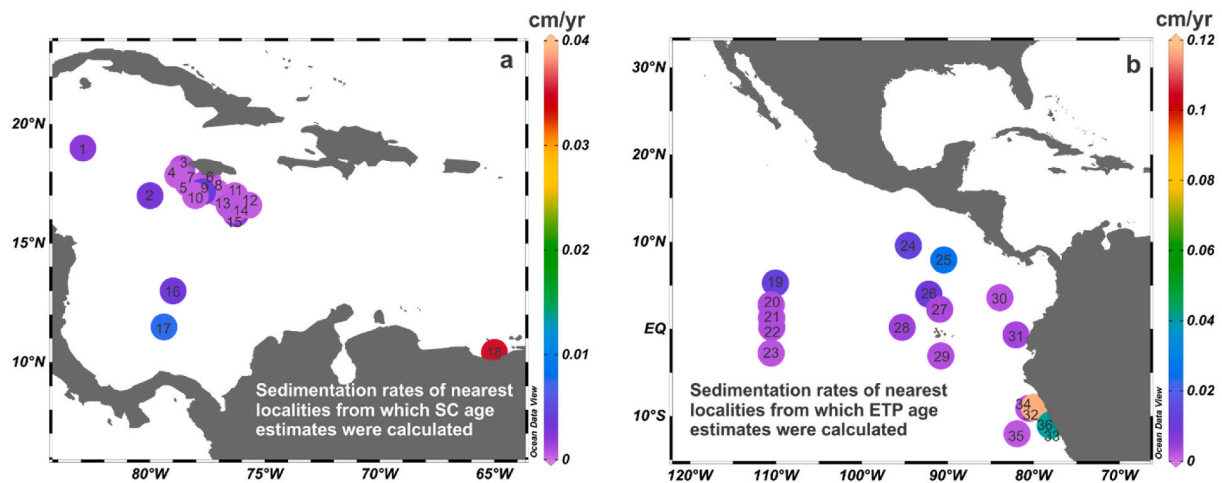 cm/yr
a
0.04
0.03
0.02
0.01
0
20°N
15°N
10°N
80°W
75°W
70°W
65°W
1
2
3
4
5
6
7
8
9
10
11
12
13
14
15
16
17
18
Sedimentation rates of nearest
localities from which SC age
estimates were calculated
Ocean Data View
cm/yr
b
0.12
0.1
0.08
0.06
0.04
0.02
0
30°N
20°N
10°N
EQ
10°S
120°W
110°W
100°W
90°W
80°W
70°W
19
20
21
22
23
24
25
26
27
28
29
30
31
34
32
36
33
35
Sedimentation rates of nearest
localities from which ETP age
estimates were calculated
Ocean Data View